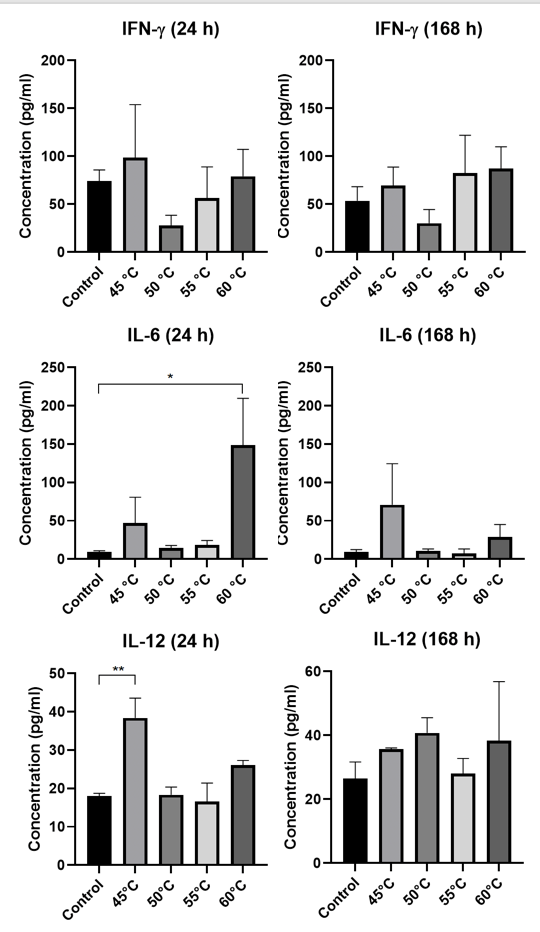 IFN-γ (24 h)
Concentration (pg/ml)
200
150
100
50
0
Control
45 °C
50 °C
55 °C
60 °C
IFN-γ (168 h)
Concentration (pg/ml)
200
150
100
50
0
Control
45 °C
50 °C
55 °C
60 °C
IL-6 (24 h)
Concentration (pg/ml)
250
200
150
100
50
0
*
Control
45 °C
50 °C
55 °C
60 °C
IL-6 (168 h)
Concentration (pg/ml)
250
200
150
100
50
0
Control
45 °C
50 °C
55 °C
60 °C
IL-12 (24 h)
Concentration (pg/ml)
50
40
30
20
10
0
**
Control
45°C
50°C
55°C
60°C
IL-12 (168 h)
Concentration (pg/ml)
60
40
20
0
Control
45°C
50°C
55°C
60°C